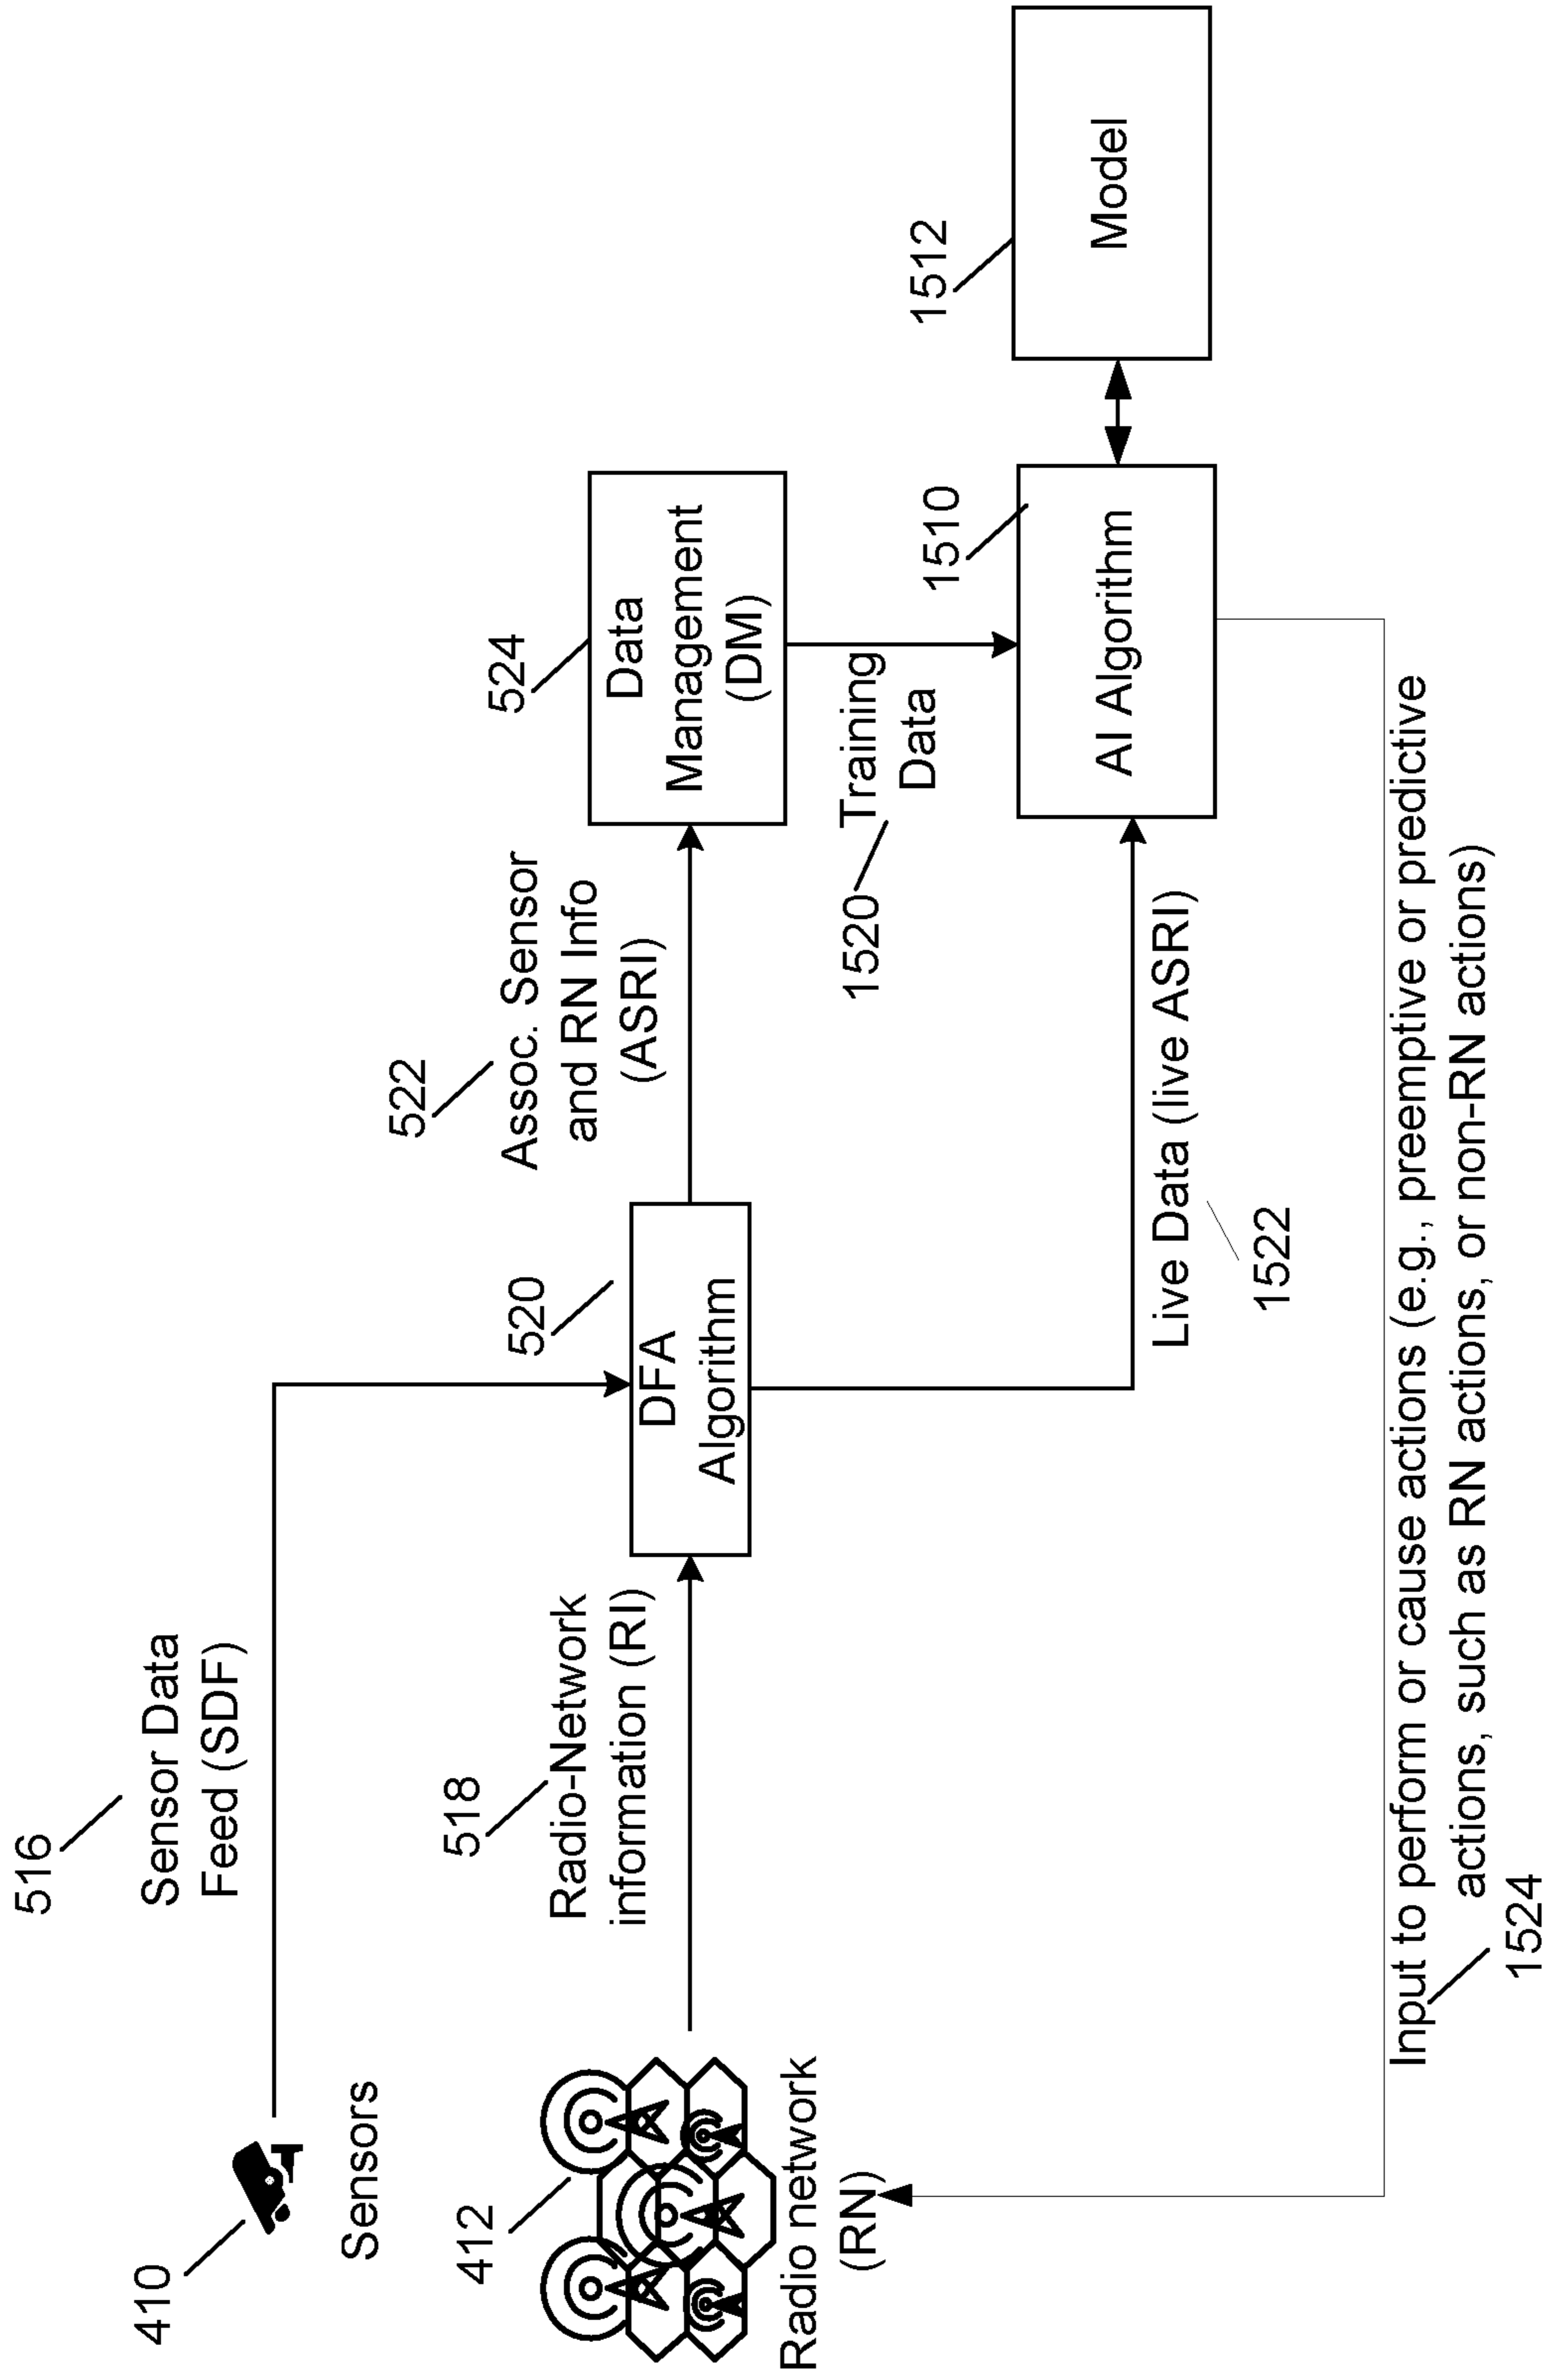 516
Sensor Data
Feed (SDF)
410
Sensors
518
Radio-Network
information (RI)
412
Radio network
(RN)
520
DFA
Algorithm
522
Assoc. Sensor
and RN Info
(ASRI)
524
Data
Management
(DM)
1520
Training
Data
Live Data (live ASRI)
1522
1510
AI Algorithm
1512
Model
Input to perform or cause actions (e.g., preemptive or predictive
actions, such as RN actions, or non-RN actions)
1524